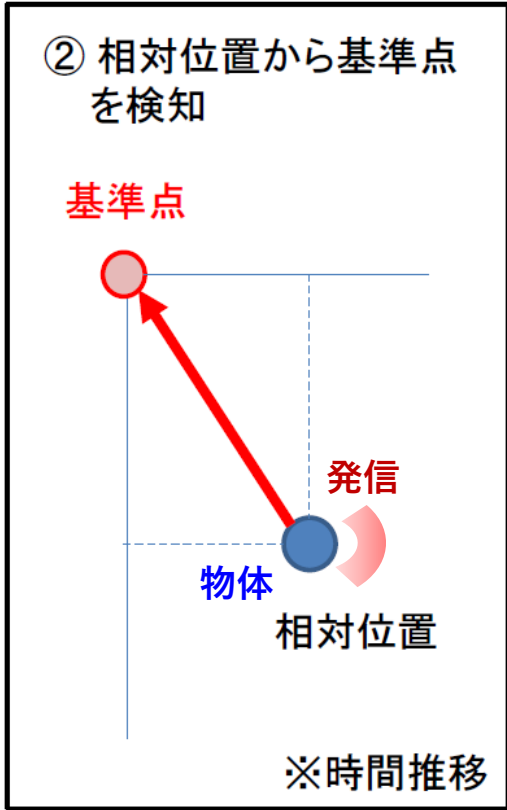 ② 相対位置から基準点
を検知
基準点
発信
物体
相対位置
※時間推移